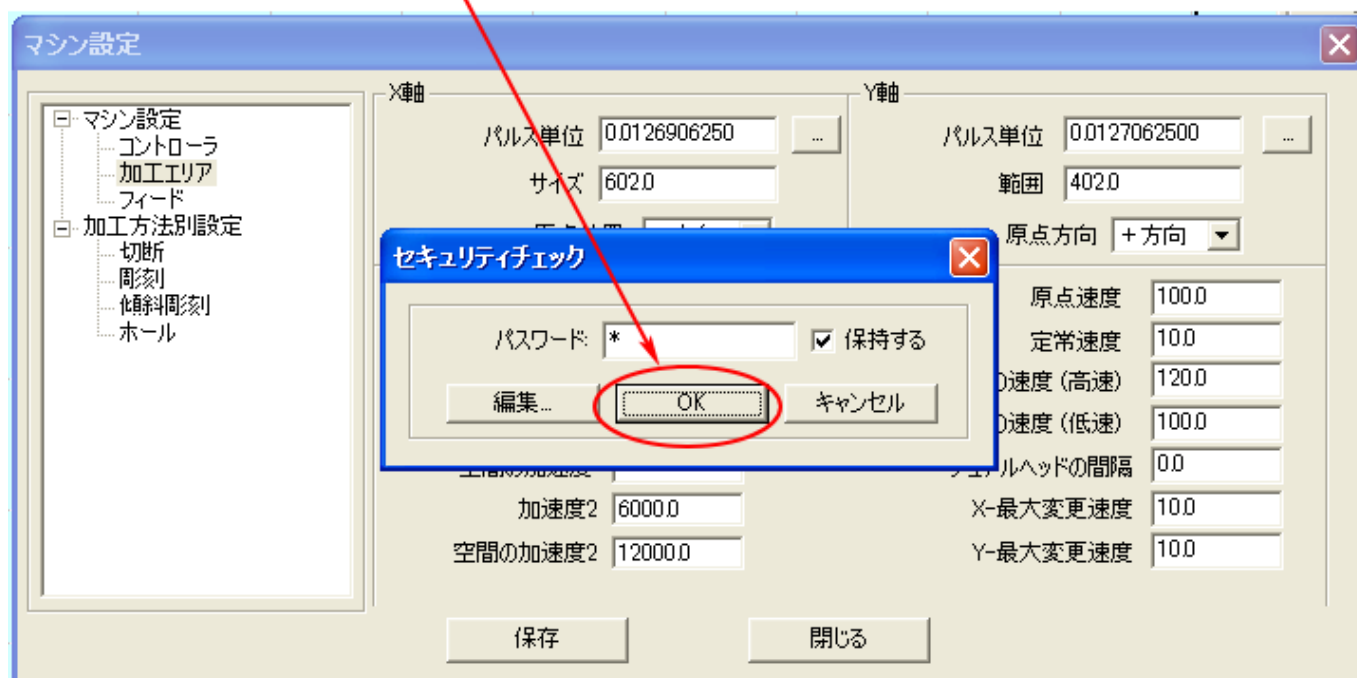 マシン設定
マシン設定
コントローラ
加工エリア
フィード
加工方法別設定
切断
彫刻
傾斜彫刻
ホール
X軸
パルス単位 0.0126906250 ...
サイズ 602.0
Y軸
パルス単位 0.0127062500 ...
範囲 402.0
原点方向 +方向
セキュリティチェック
パスワード: * 保持する
編集... OK キャンセル
原点速度 100.0
定常速度 10.0
の速度 (高速) 120.0
の速度 (低速) 100.0
ヘッドの間隔 0.0
加速度2 6000.0
X-最大変更速度 10.0
空間の加速度2 12000.0
Y-最大変更速度 10.0
保存 閉じる